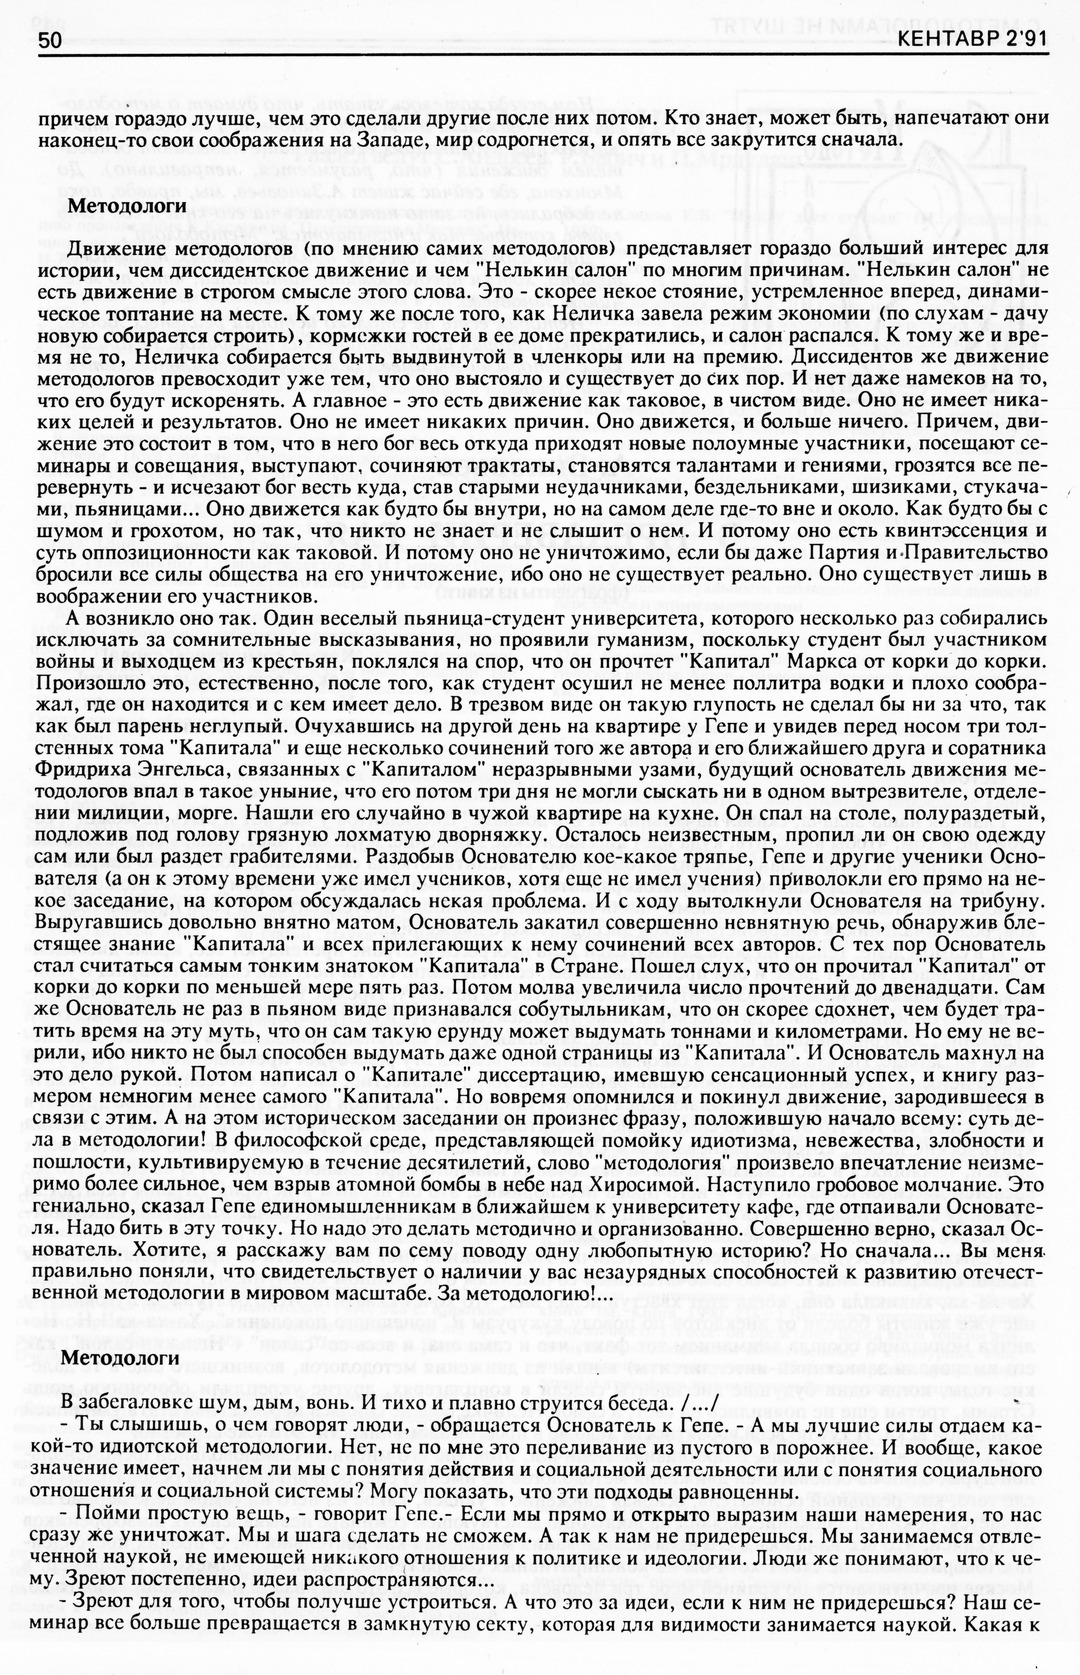 50
КЕНТАВР 2'91
причем гораздо лучше, чем это сделали другие после них потом. Кто знает, может быть, напечатают они
наконец-то свои соображения на Западе, мир содрогнется, и опять все закрутится сначала.
Методологи
Движение методологов (по мнению самих методологов) представляет гораздо больший интерес для
истории, чем диссидентское движение и чем "Нелькин салон" по многим причинам. "Нелькин салон" не
есть движение в строгом смысле этого слова. Это - скорее некое стояние, устремленное вперед, динами-
ческое топтание на месте. К тому же после того, как Неличка завела режим экономии (по слухам - дачу
новую собирается строить), кормежки гостей в ее доме прекратились, и салон распался. К тому же и вре-
мя не то, Неличка собирается быть выдвинутой в членкоры или на премию. Диссидентов же движение
методологов превосходит уже тем, что оно выстояло и существует до сих пор. И нет даже намеков на то,
что его будут искоренять. А главное - это есть движение как таковое, в чистом виде. Оно не имеет ника-
ких целей и результатов. Оно не имеет никаких причин. Оно движется, и больше ничего. Причем, дви-
жение это состоит в том, что в него бог весь откуда приходят новые полоумные участники, посещают се-
минары и совещания, выступают, сочиняют трактаты, становятся талантами и гениями, грозятся все пе-
ревернуть - и исчезают бог весть куда, став старыми неудачниками, бездельниками, шизиками, стукача-
ми, пьяницами... Оно движется как будто бы внутри, но на самом деле где-то вне и около. Как будто бы с
шумом и грохотом, но так, что никто не знает и не слышит о нем. И потому оно есть квинтэссенция и
суть оппозиционности как таковой. И потому оно не уничтожимо, если бы даже Партия и Правительство
бросили все силы общества на его уничтожение, ибо оно не существует реально. Оно существует лишь в
воображении его участников.
А возникло оно так. Один веселый пьяница-студент университета, которого несколько раз собирались
исключать за сомнительные высказывания, но проявили гуманизм, поскольку студент был участником
войны и выходцем из крестьян, поклялся на спор, что он прочтет "Капитал" Маркса от корки до корки.
Произошло это, естественно, после того, как студент осушил не менее поллитра водки и плохо сообра-
жал, где он находится и с кем имеет дело. В трезвом виде он такую глупость не сделал бы ни за что, так
как был парень неглупый. Очухавшись на другой день на квартире у Гепе и увидев перед носом три тол-
стенных тома "Капитала" и еще несколько сочинений того же автора и его ближайшего друга и соратника
Фридриха Энгельса, связанных с "Капиталом" неразрывными узами, будущий основатель движения ме-
тодологов впал в такое уныние, что его потом три дня не могли сыскать ни в одном вытрезвителе, отделе-
нии милиции, морге. Нашли его случайно в чужой квартире на кухне. Он спал на столе, полураздетый,
подложив под голову грязную лохматую дворняжку. Осталось неизвестным, пропил ли он свою одежду
сам или был раздет грабителями. Раздобыв Основателю кое-какое тряпье, Гепе и другие ученики Осно-
вателя (а он к этому времени уже имел учеников, хотя еще не имел учения) приволокли его прямо на не-
кое заседание, на котором обсуждалась некая проблема. И с ходу вытолкнули Основателя на трибуну.
Выругавшись довольно внятно матом, Основатель закатил совершенно невнятную речь, обнаружив бле-
стящее знание "Капитала" и всех прилегающих к нему сочинений всех авторов. С тех пор Основатель
стал считаться самым тонким знатоком "Капитала" в Стране. Пошел слух, что он прочитал "Капитал" от
корки до корки по меньшей мере пять раз. Потом молва увеличила число прочтений до двенадцати. Сам
же Основатель не раз в пьяном виде признавался собутыльникам, что он скорее сдохнет, чем будет тра-
тить время на эту муть, что он сам такую ерунду может выдумать тоннами и километрами. Но ему не ве-
рили, ибо никто не был способен выдумать даже одной страницы из "Капитала". И Основатель махнул на
это дело рукой. Потом написал о "Капитале" диссертацию, имевшую сенсационный успех, и книгу раз-
мером немногим менее самого "Капитала". Но вовремя опомнился и покинул движение, зародившееся в
связи с этим. А на этом историческом заседании он произнес фразу, положившую начало всему: суть де-
ла в методологии! В философской среде, представляющей помойку идиотизма, невежества, злобности и
пошлости, культивируемую в течение десятилетий, слово "методология" произвело впечатление неизме-
римо более сильное, чем взрыв атомной бомбы в небе над Хиросимой. Наступило гробовое молчание. Это
гениально, сказал Гепе единомышленникам в ближайшем к университету кафе, где отпаивали Основате-
ля. Надо бить в эту точку. Но надо это делать методично и организованно. Совершенно верно, сказал Ос-
нователь. Хотите, я расскажу вам по сему поводу одну любопытную историю? Но сначала... Вы меня
правильно поняли, что свидетельствует о наличии у вас незаурядных способностей к развитию отечест-
венной методологии в мировом масштабе. За методологию!...
Методологи
В забегаловке шум, дым, вонь. И тихо и плавно струится беседа. /.../
- Ты слышишь, о чем говорят люди, - обращается Основатель к Гепе. - А мы лучшие силы отдаем ка-
кой-то идиотской методологии. Нет, не по мне это переливание из пустого в порожнее. И вообще, какое
значение имеет, начнем ли мы с понятия действия и социальной деятельности или с понятия социального
отношения и социальной системы? Могу показать, что эти подходы равноценны.
- Пойми простую вещь, - говорит Гепе.- Если мы прямо и открыто выразим наши намерения, то нас
сразу же уничтожат. Мы и шага сделать не сможем. А так к нам не придерешься. Мы занимаемся отвле-
ченной наукой, не имеющей никакого отношения к политике и идеологии. Люди же понимают, что к че-
му. Зреют постепенно, идеи распространяются...
- Зреют для того, чтобы получше устроиться. А что это за идеи, если к ним не придерешься? Наш се-
минар все больше превращается в замкнутую секту, которая для видимости занимается наукой. Какая к